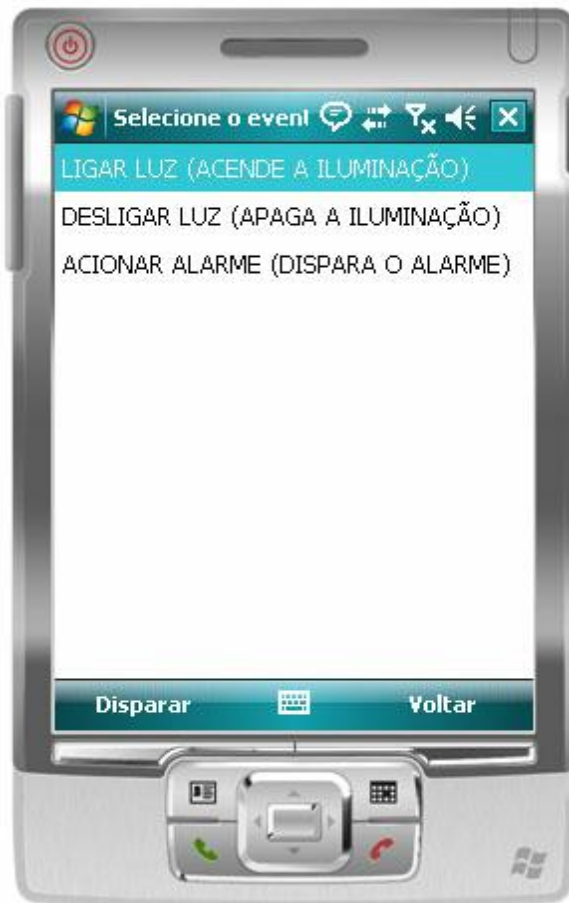 Selecione o event
LIGAR LUZ (ACENDE A ILUMINAÇÃO)
DESLIGAR LUZ (APAGA A ILUMINAÇÃO)
ACIONAR ALARME (DISPARA O ALARME)
Disparar Voltar